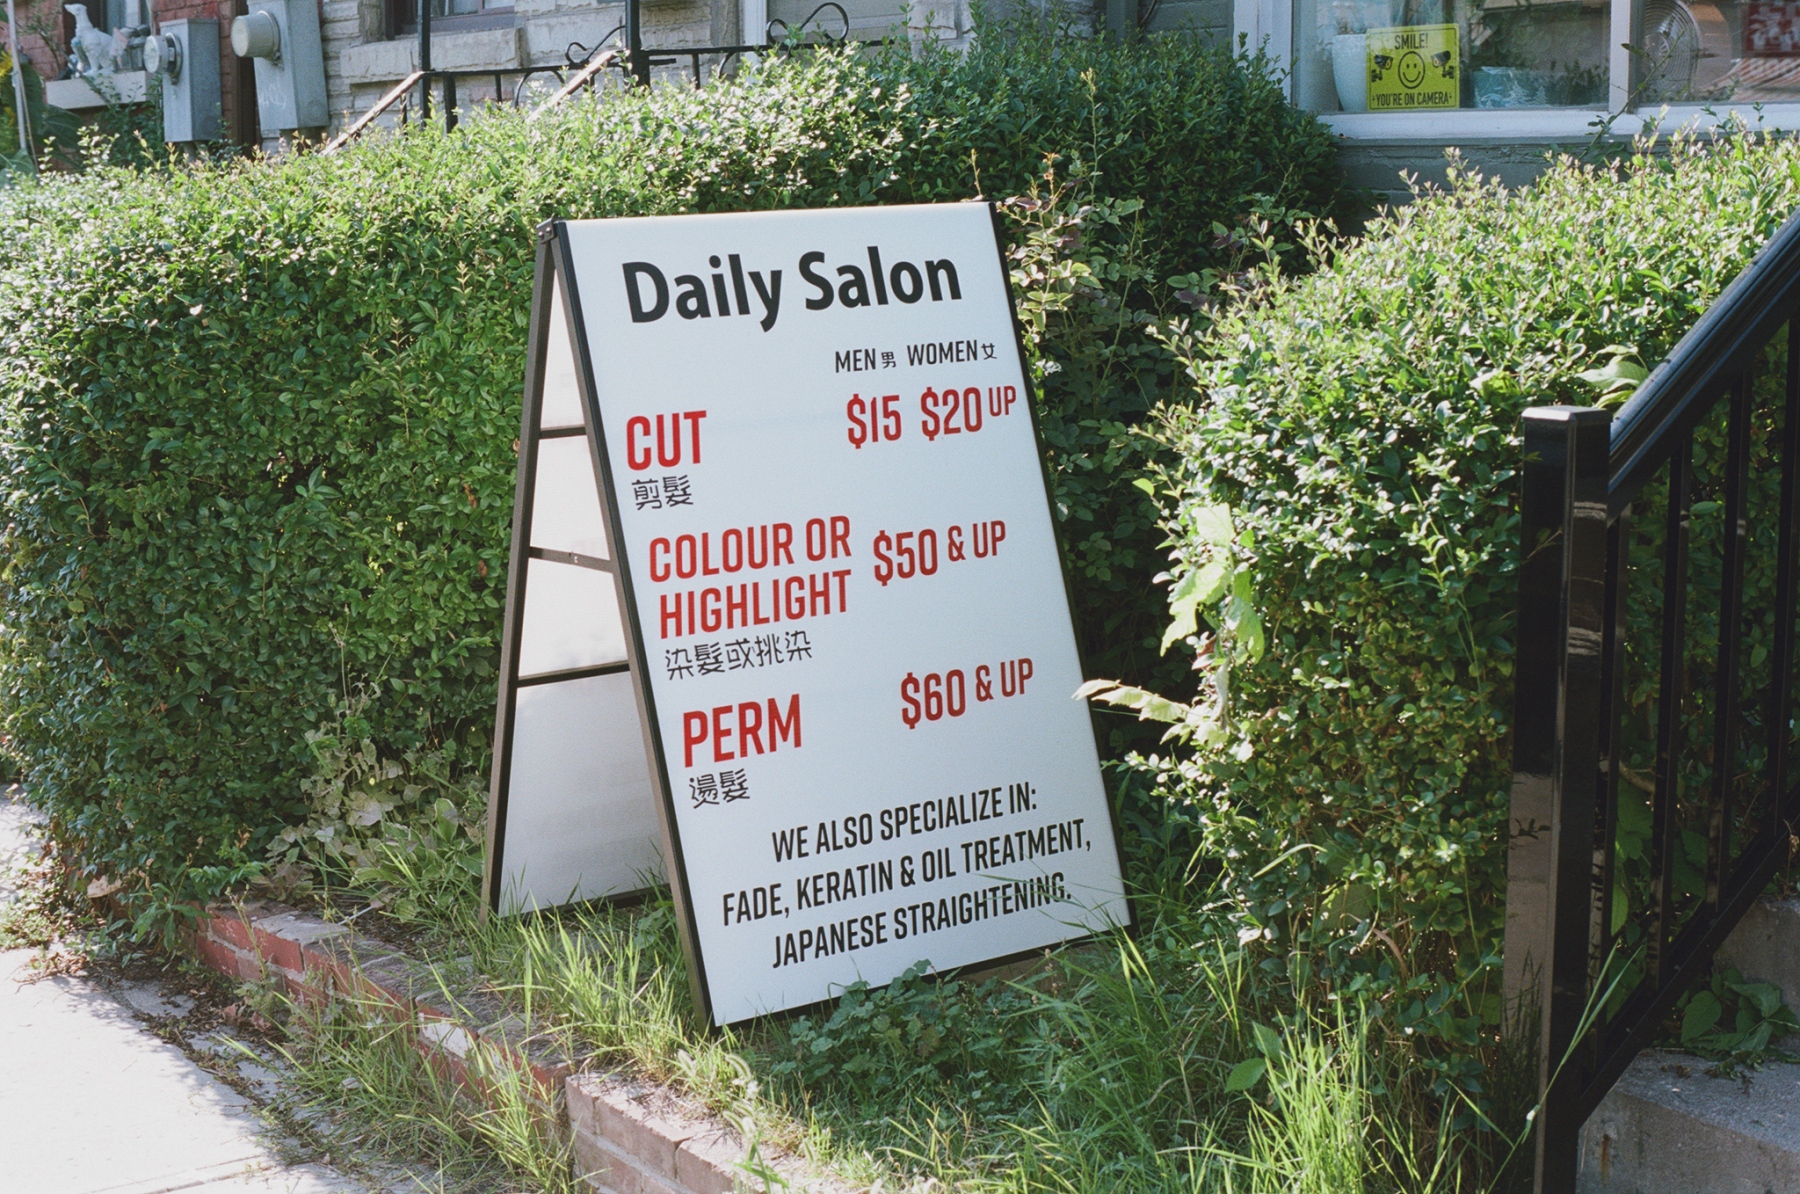 SMILE!
YOU'RE ON CAMERA
Daily Salon
MEN 男 WOMEN 女
CUT $15 $20 UP
剪髮
COLOUR OR
HIGHLIGHT $50 & UP
染髮或挑染
PERM $60 & UP
燙髮
WE ALSO SPECIALIZE IN:
FADE, KERATIN & OIL TREATMENT,
JAPANESE STRAIGHTENING.